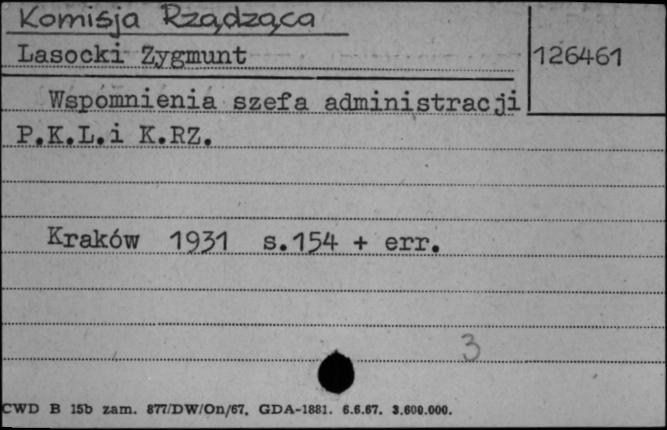 Komisja Rządząca
Lasocki Zygmunt
126461
Wspomnienia szefa administracji
P.K.L.i K.RZ.
Kraków 1931 s.154 + err.
3
CWD B 15b zam. 877/DW/On/67. GDA-1881. 6.6.67. 3.600.000.